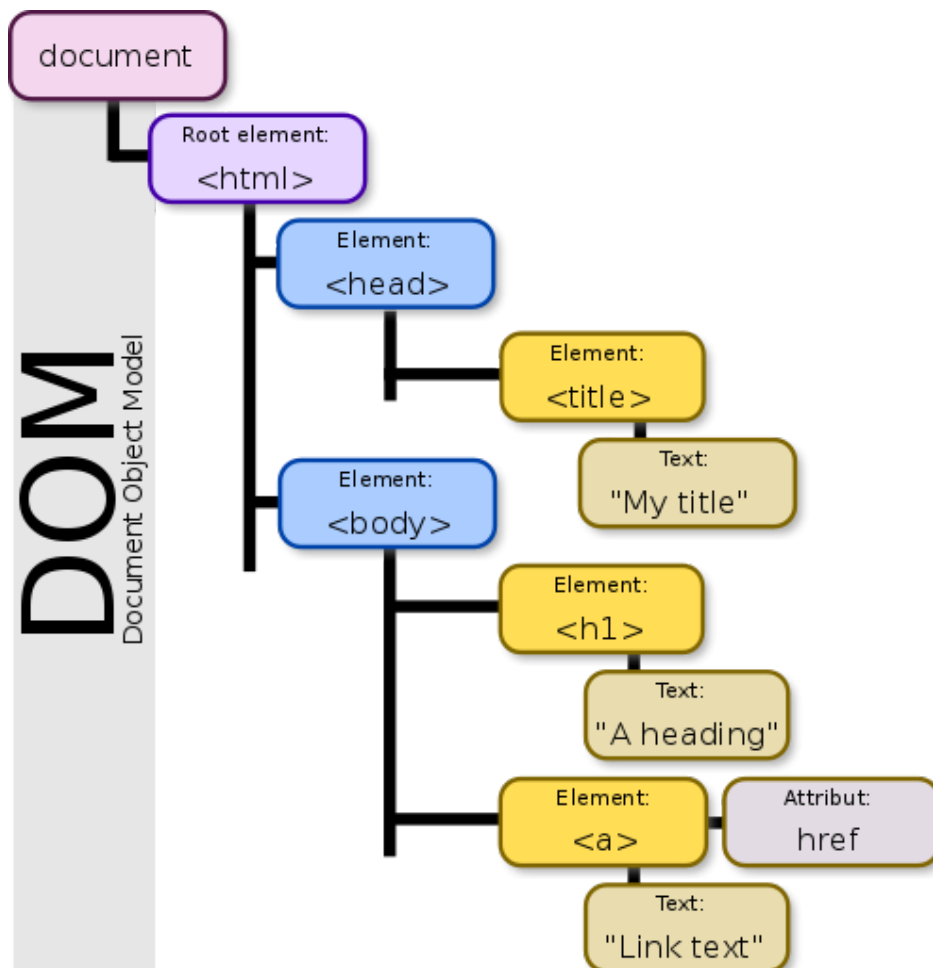 document
Root element:
<html>
Element:
<head>
Element:
<title>
Text:
"My title"
Element:
<body>
Element:
<h1>
Text:
"A heading"
Element:
<a>
Attribut:
href
Text:
"Link text"
DOM
Document Object Model